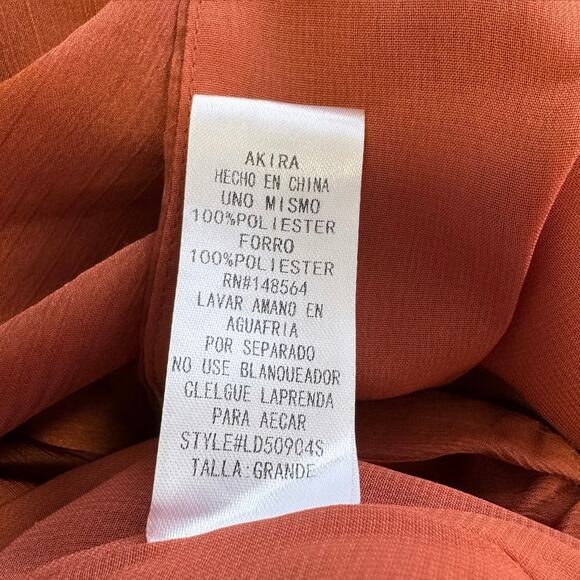 AKIRA
HECHO EN CHINA
UNO MISMO
100%POLIESTER
FORRO
100%POLIESTER
RN#148564
LAVAR AMANO EN
AGUAFRIA
POR SEPARADO
NO USE BLANQUEADOR
CLELGUE LAPRENDA
PARA AECAR
STYLE#LD50904S
TALLA:GRANDE